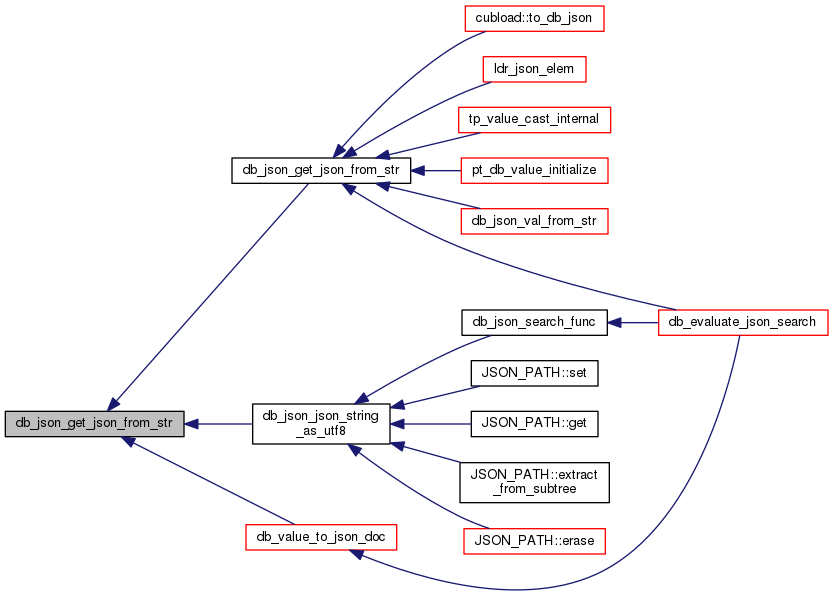 cubload::to_db_json
ldr_json_elem
tp_value_cast_internal
db_json_get_json_from_str
pt_db_value_initialize
db_json_val_from_str
db_json_search_func
db_evaluate_json_search
JSON_PATH::set
db_json_get_json_from_str
db_json_json_string
_as_utf8
JSON_PATH::get
JSON_PATH::extract
_from_subtree
db_value_to_json_doc
JSON_PATH::erase